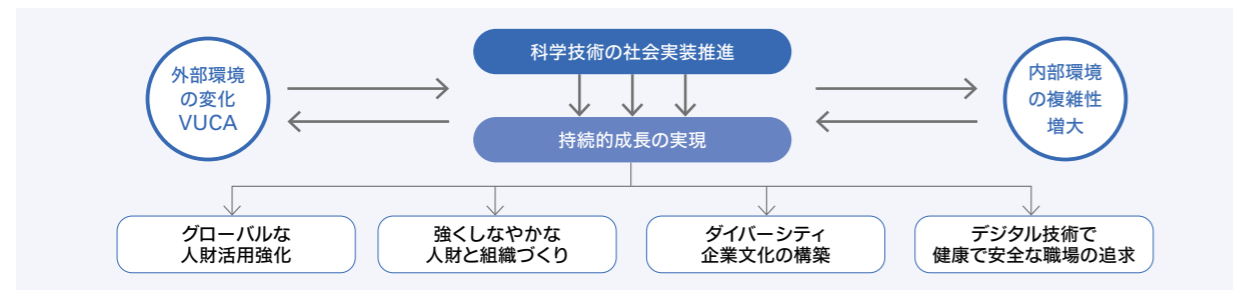 外部環境
の変化
VUCA
科学技術の社会実装推進
持続的成長の実現
内部環境
の複雑性
増大
グローバルな
人財活用強化
強くしなやかな
人財と組織づくり
ダイバーシティ
企業文化の構築
デジタル技術で
健康で安全な職場の追求